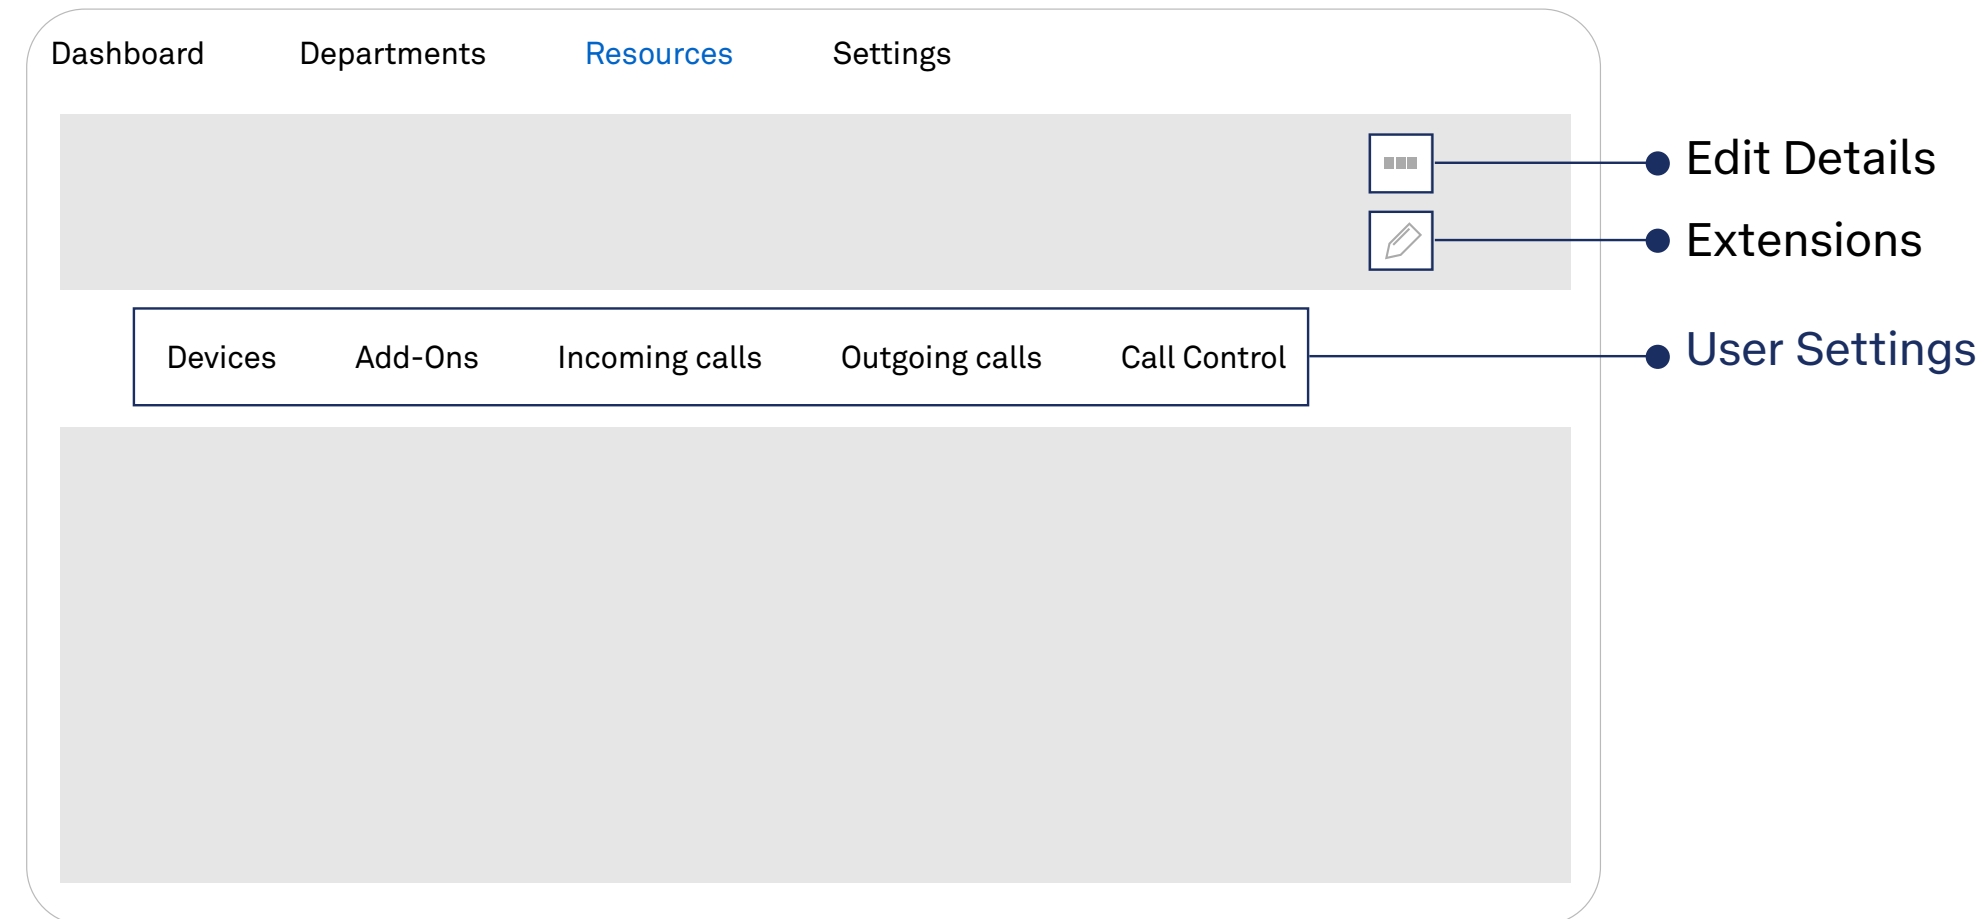 Dashboard Departments Resources Settings
Edit Details
Extensions
Devices Add-Ons Incoming calls Outgoing calls Call Control
User Settings